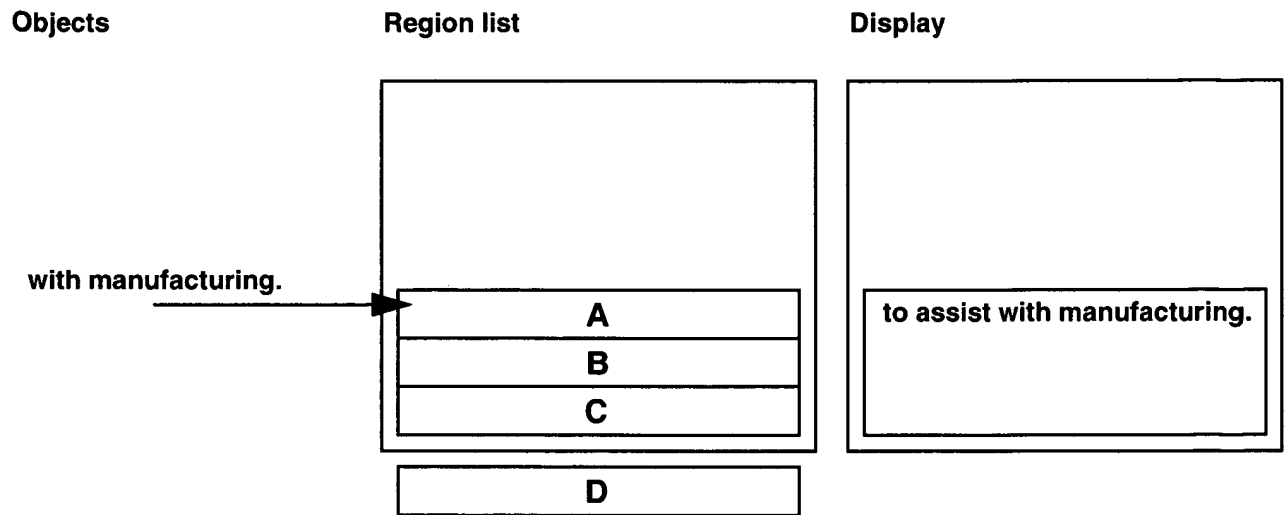 Objects Region list Display
with manufacturing.
A
to assist with manufacturing.
B
C
D